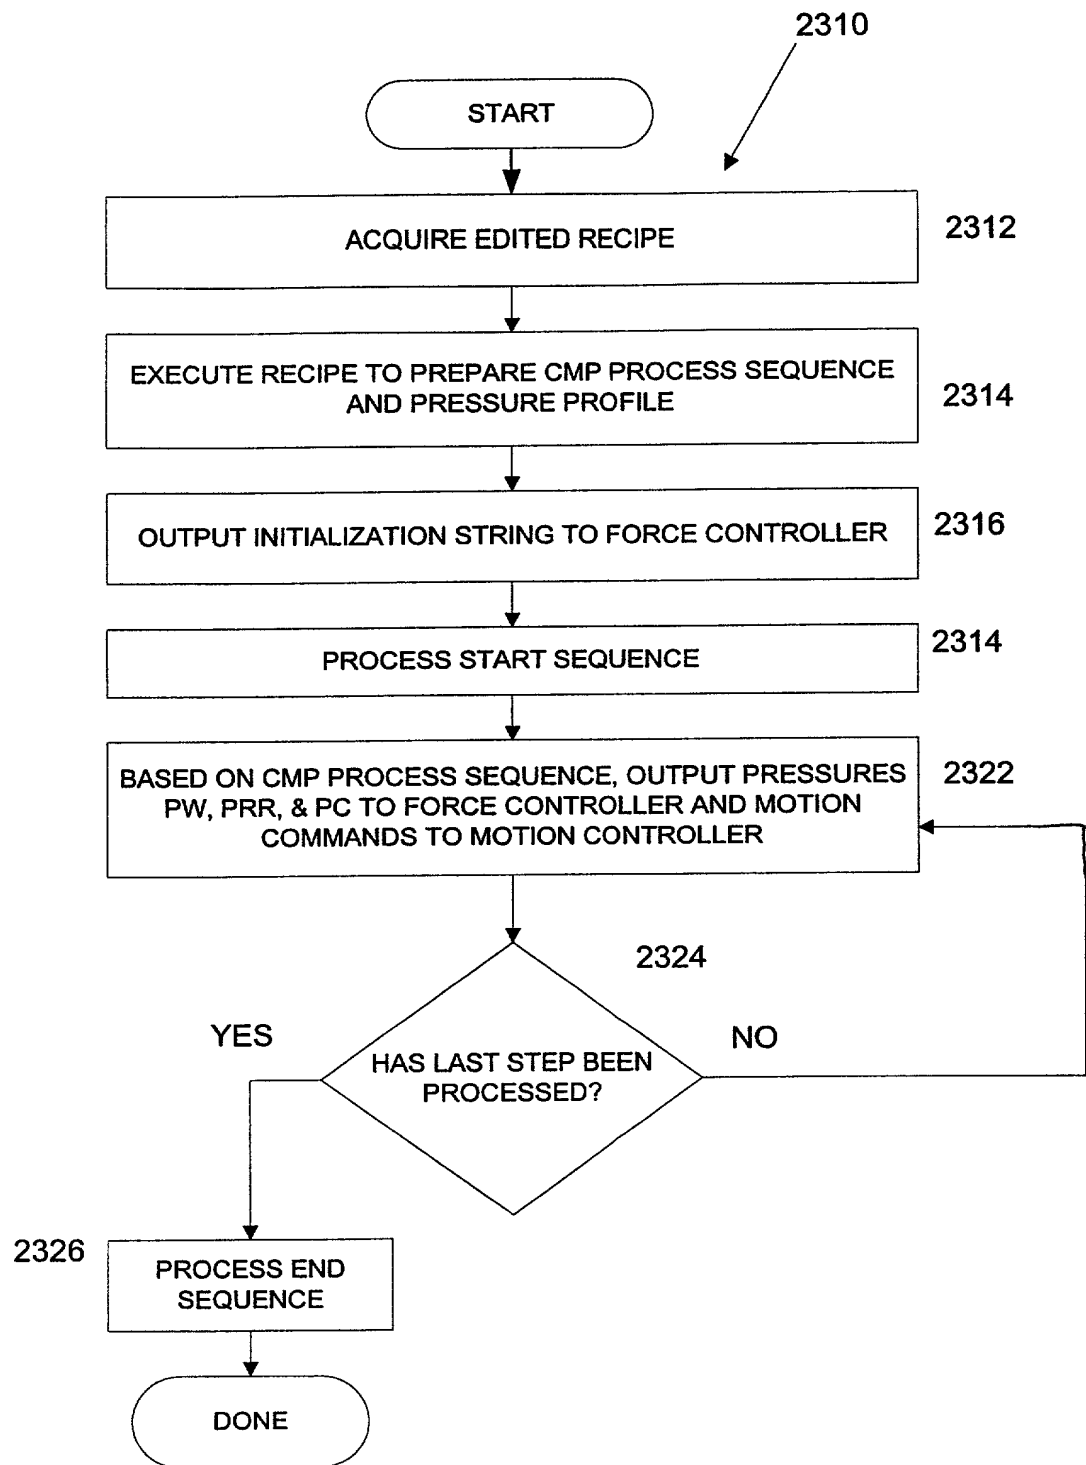 2310
START
ACQUIRE EDITED RECIPE
2312
EXECUTE RECIPE TO PREPARE CMP PROCESS SEQUENCE
AND PRESSURE PROFILE
2314
OUTPUT INITIALIZATION STRING TO FORCE CONTROLLER
2316
PROCESS START SEQUENCE
2314
BASED ON CMP PROCESS SEQUENCE, OUTPUT PRESSURES
PW, PRR, & PC TO FORCE CONTROLLER AND MOTION
COMMANDS TO MOTION CONTROLLER
2322
2324
YES
NO
HAS LAST STEP BEEN
PROCESSED?
2326
PROCESS END
SEQUENCE
DONE